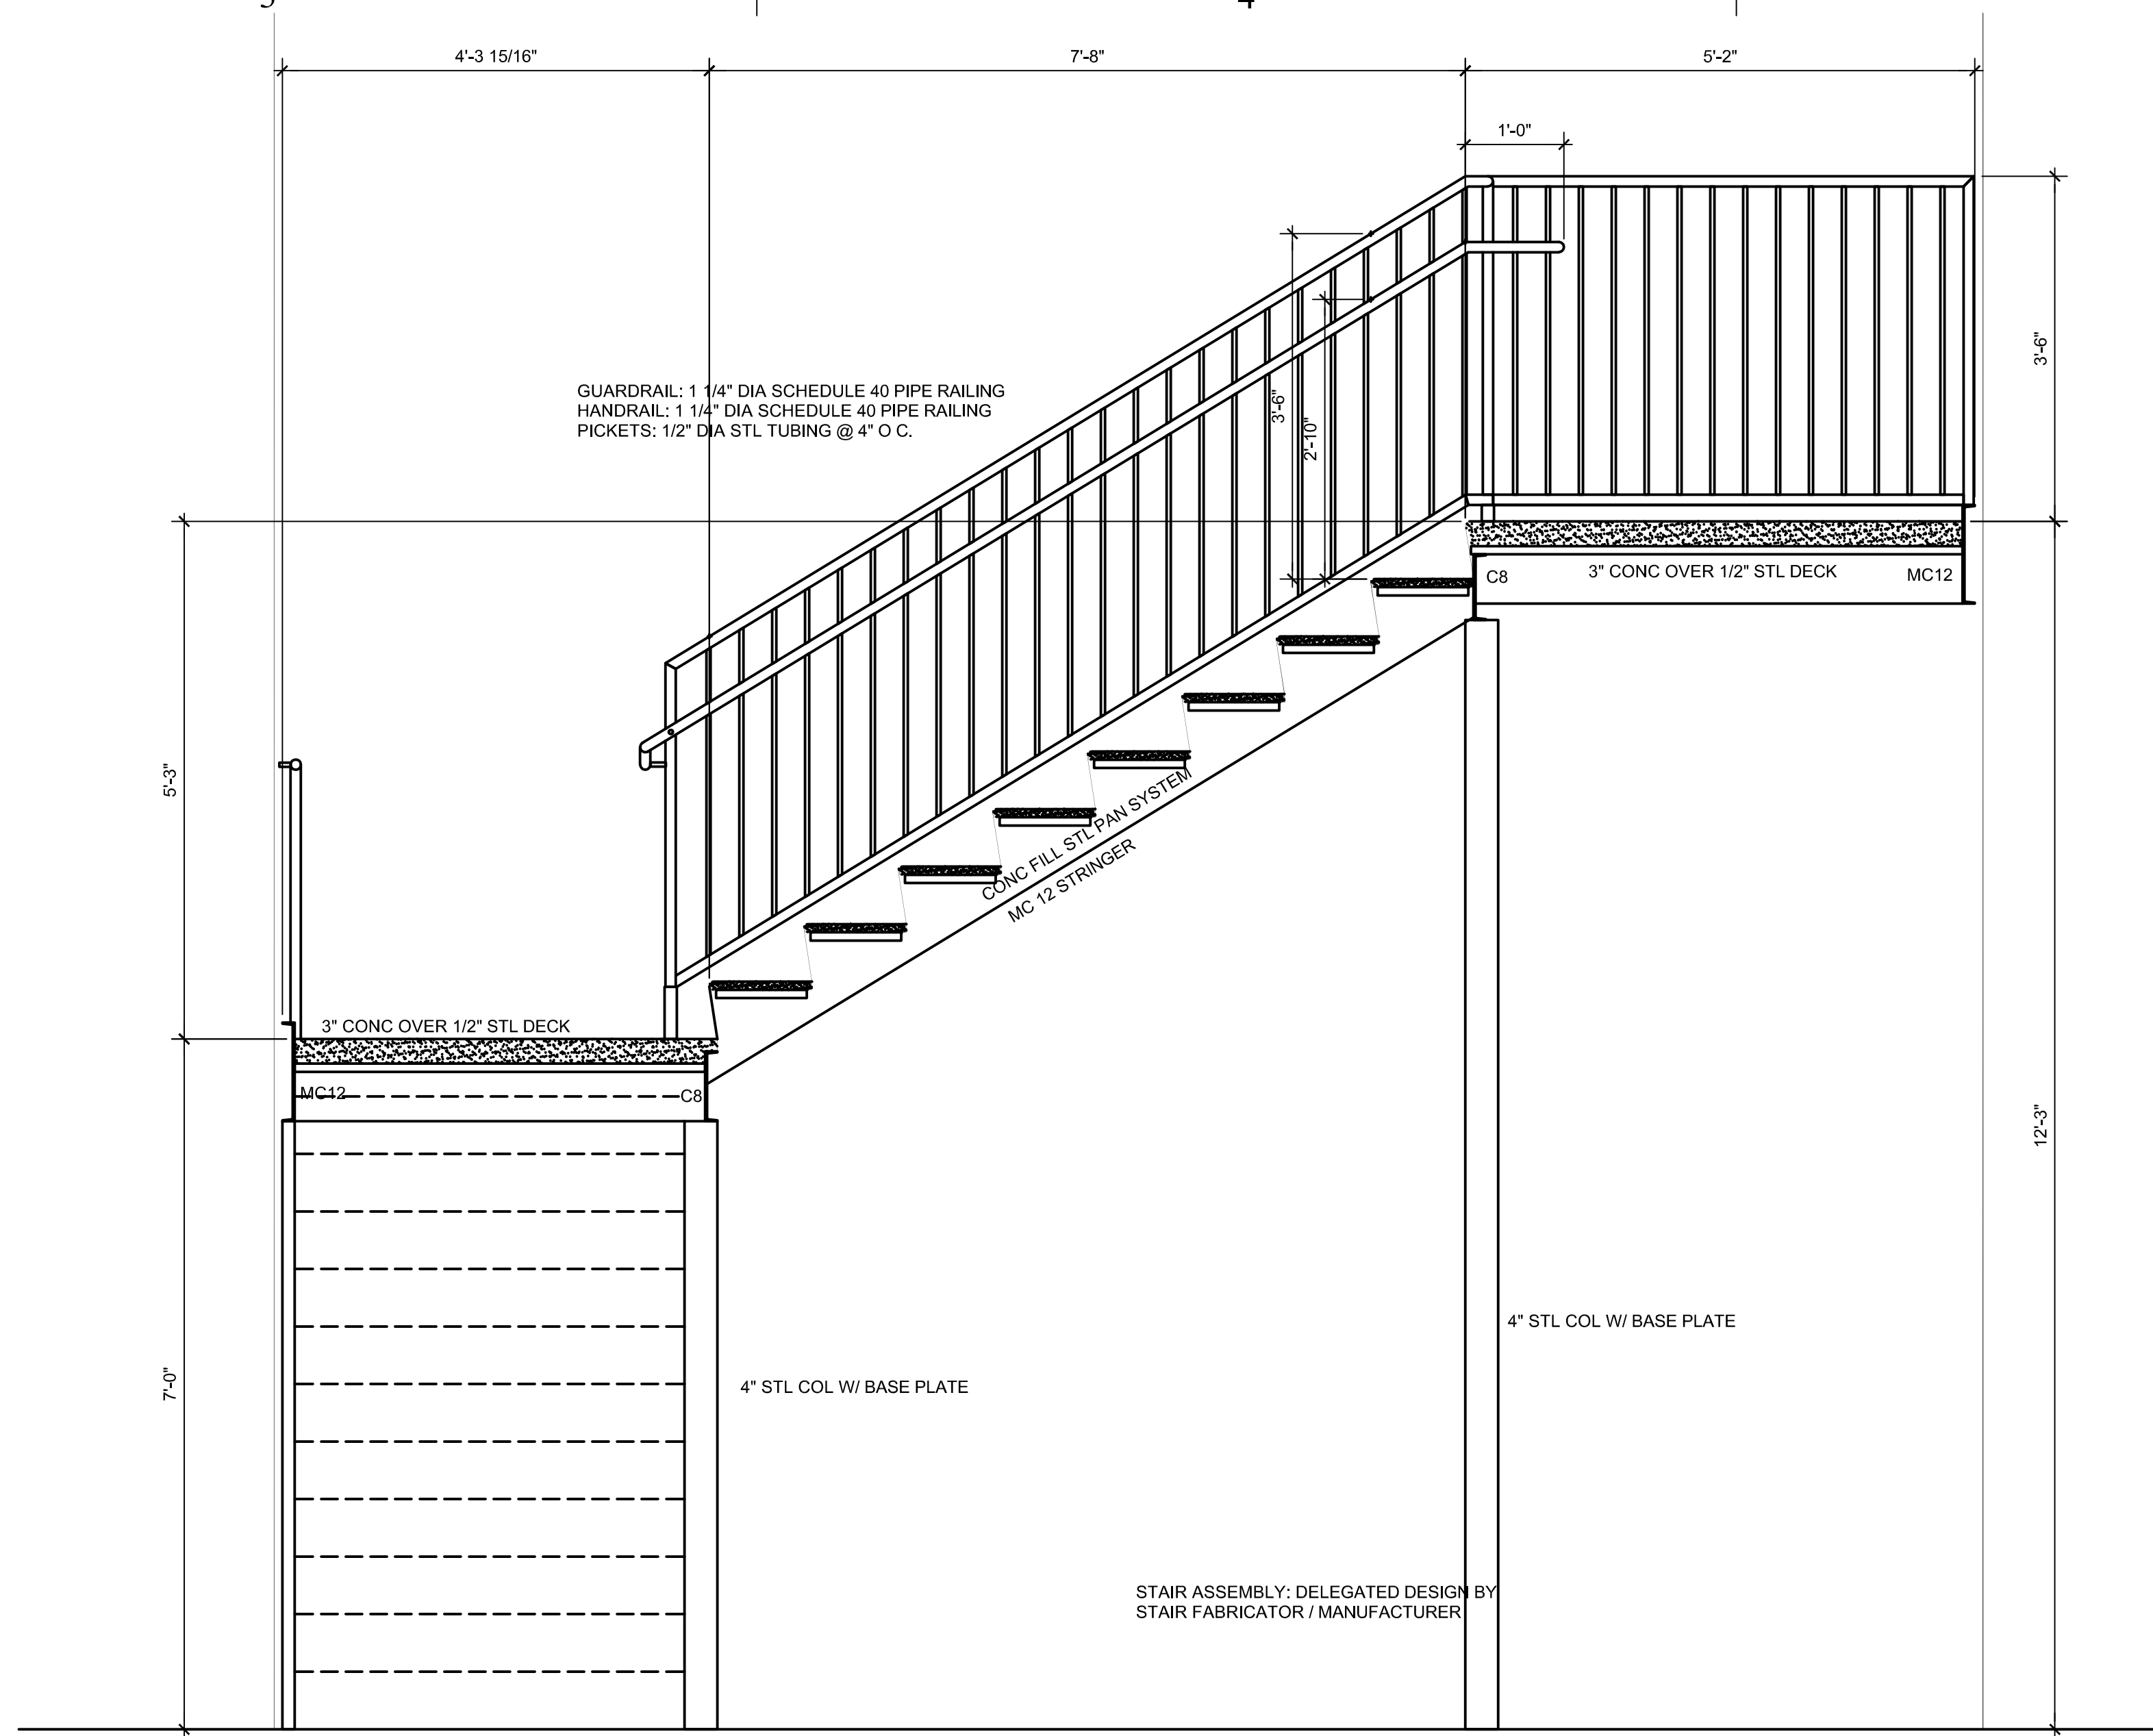 4'-3 15/16"
7'-8"
5'-2"
1'-0"
3'-6"
GUARDRAIL: 1 1/4" DIA SCHEDULE 40 PIPE RAILING
HANDRAIL: 1 1/4" DIA SCHEDULE 40 PIPE RAILING
PICKETS: 1/2" DIA STL TUBING @ 4" O C.
3'-6"
2'-10"
C8
3" CONC OVER 1/2" STL DECK
MC12
5'-3"
CONC FILL STL PAN SYSTEM
MC 12 STRINGER
3" CONC OVER 1/2" STL DECK
MC12
C8
12'-3"
4" STL COL W/ BASE PLATE
7'-0"
4" STL COL W/ BASE PLATE
STAIR ASSEMBLY: DELEGATED DESIGN BY
STAIR FABRICATOR / MANUFACTURER